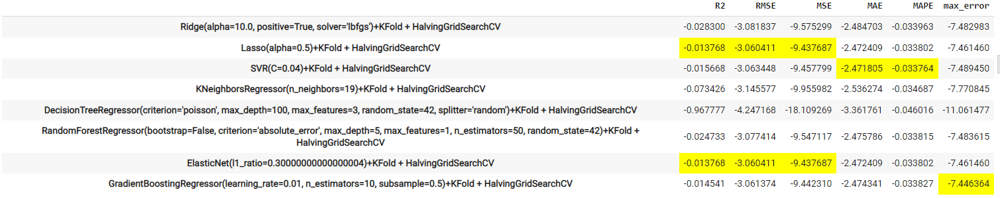 R2 RMSE MSE MAE MAPE max_error
Ridge(alpha=10.0, positive=True, solver='lbfgs')+KFold + HalvingGridSearchCV -0.028300 -3.081837 -9.575299 -2.484703 -0.033963 -7.482983
Lasso(alpha=0.5)+KFold + HalvingGridSearchCV -0.013768 -3.060411 -9.437687 -2.472409 -0.033802 -7.461460
SVR(C=0.04)+KFold + HalvingGridSearchCV -0.015668 -3.063448 -9.457799 -2.471805 -0.033764 -7.489450
KNeighborsRegressor(n_neighbors=19)+KFold + HalvingGridSearchCV -0.073426 -3.145577 -9.955982 -2.536274 -0.034687 -7.770845
DecisionTreeRegressor(criterion='poisson', max_depth=100, max_features=3, random_state=42, splitter='random')+KFold + HalvingGridSearchCV -0.967777 -4.247168 -18.109269 -3.361761 -0.046016 -11.061477
RandomForestRegressor(bootstrap=False, criterion='absolute_error', max_depth=5, max_features=1, n_estimators=50, random_state=42)+KFold +
HalvingGridSearchCV -0.024733 -3.077414 -9.547117 -2.475786 -0.033815 -7.483615
ElasticNet(l1_ratio=0.30000000000000004)+KFold + HalvingGridSearchCV -0.013768 -3.060411 -9.437687 -2.472409 -0.033802 -7.461460
GradientBoostingRegressor(learning_rate=0.01, n_estimators=10, subsample=0.5)+KFold + HalvingGridSearchCV -0.014541 -3.061374 -9.442310 -2.474341 -0.033827 -7.446364